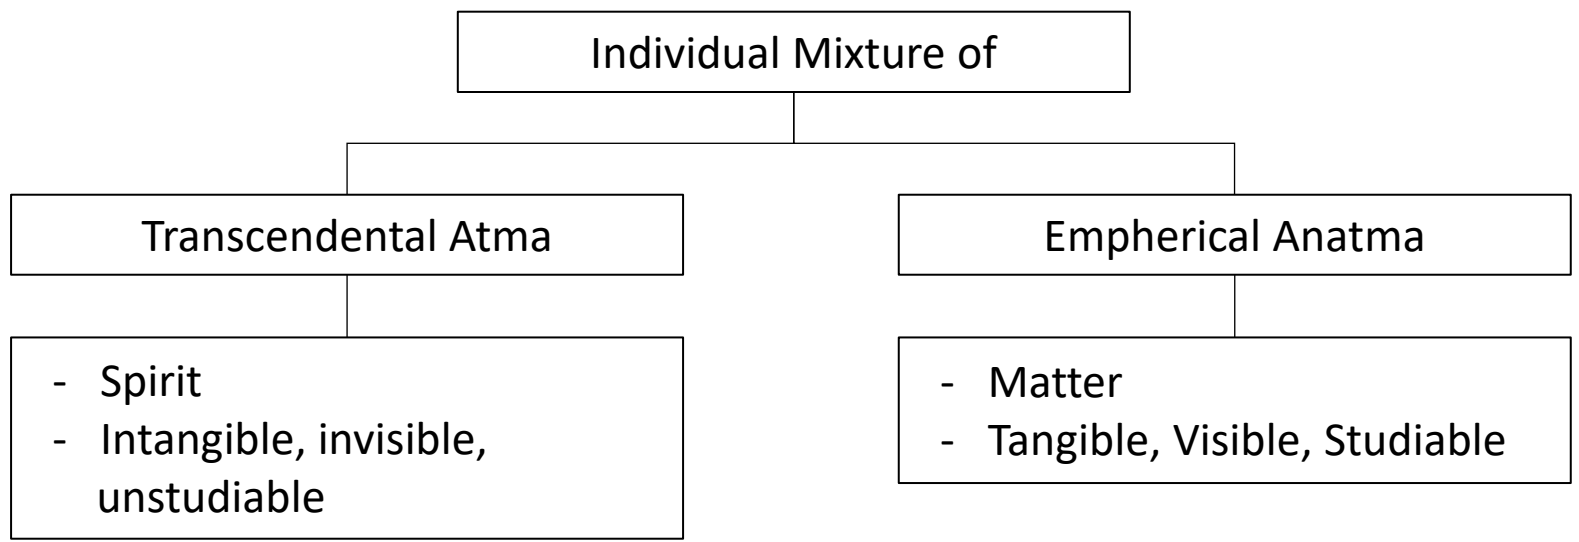 Individual Mixture of
Transcendental Atma
Empherical Anatma
- Spirit
- Intangible, invisible,
unstudiable
- Matter
- Tangible, Visible, Studiable